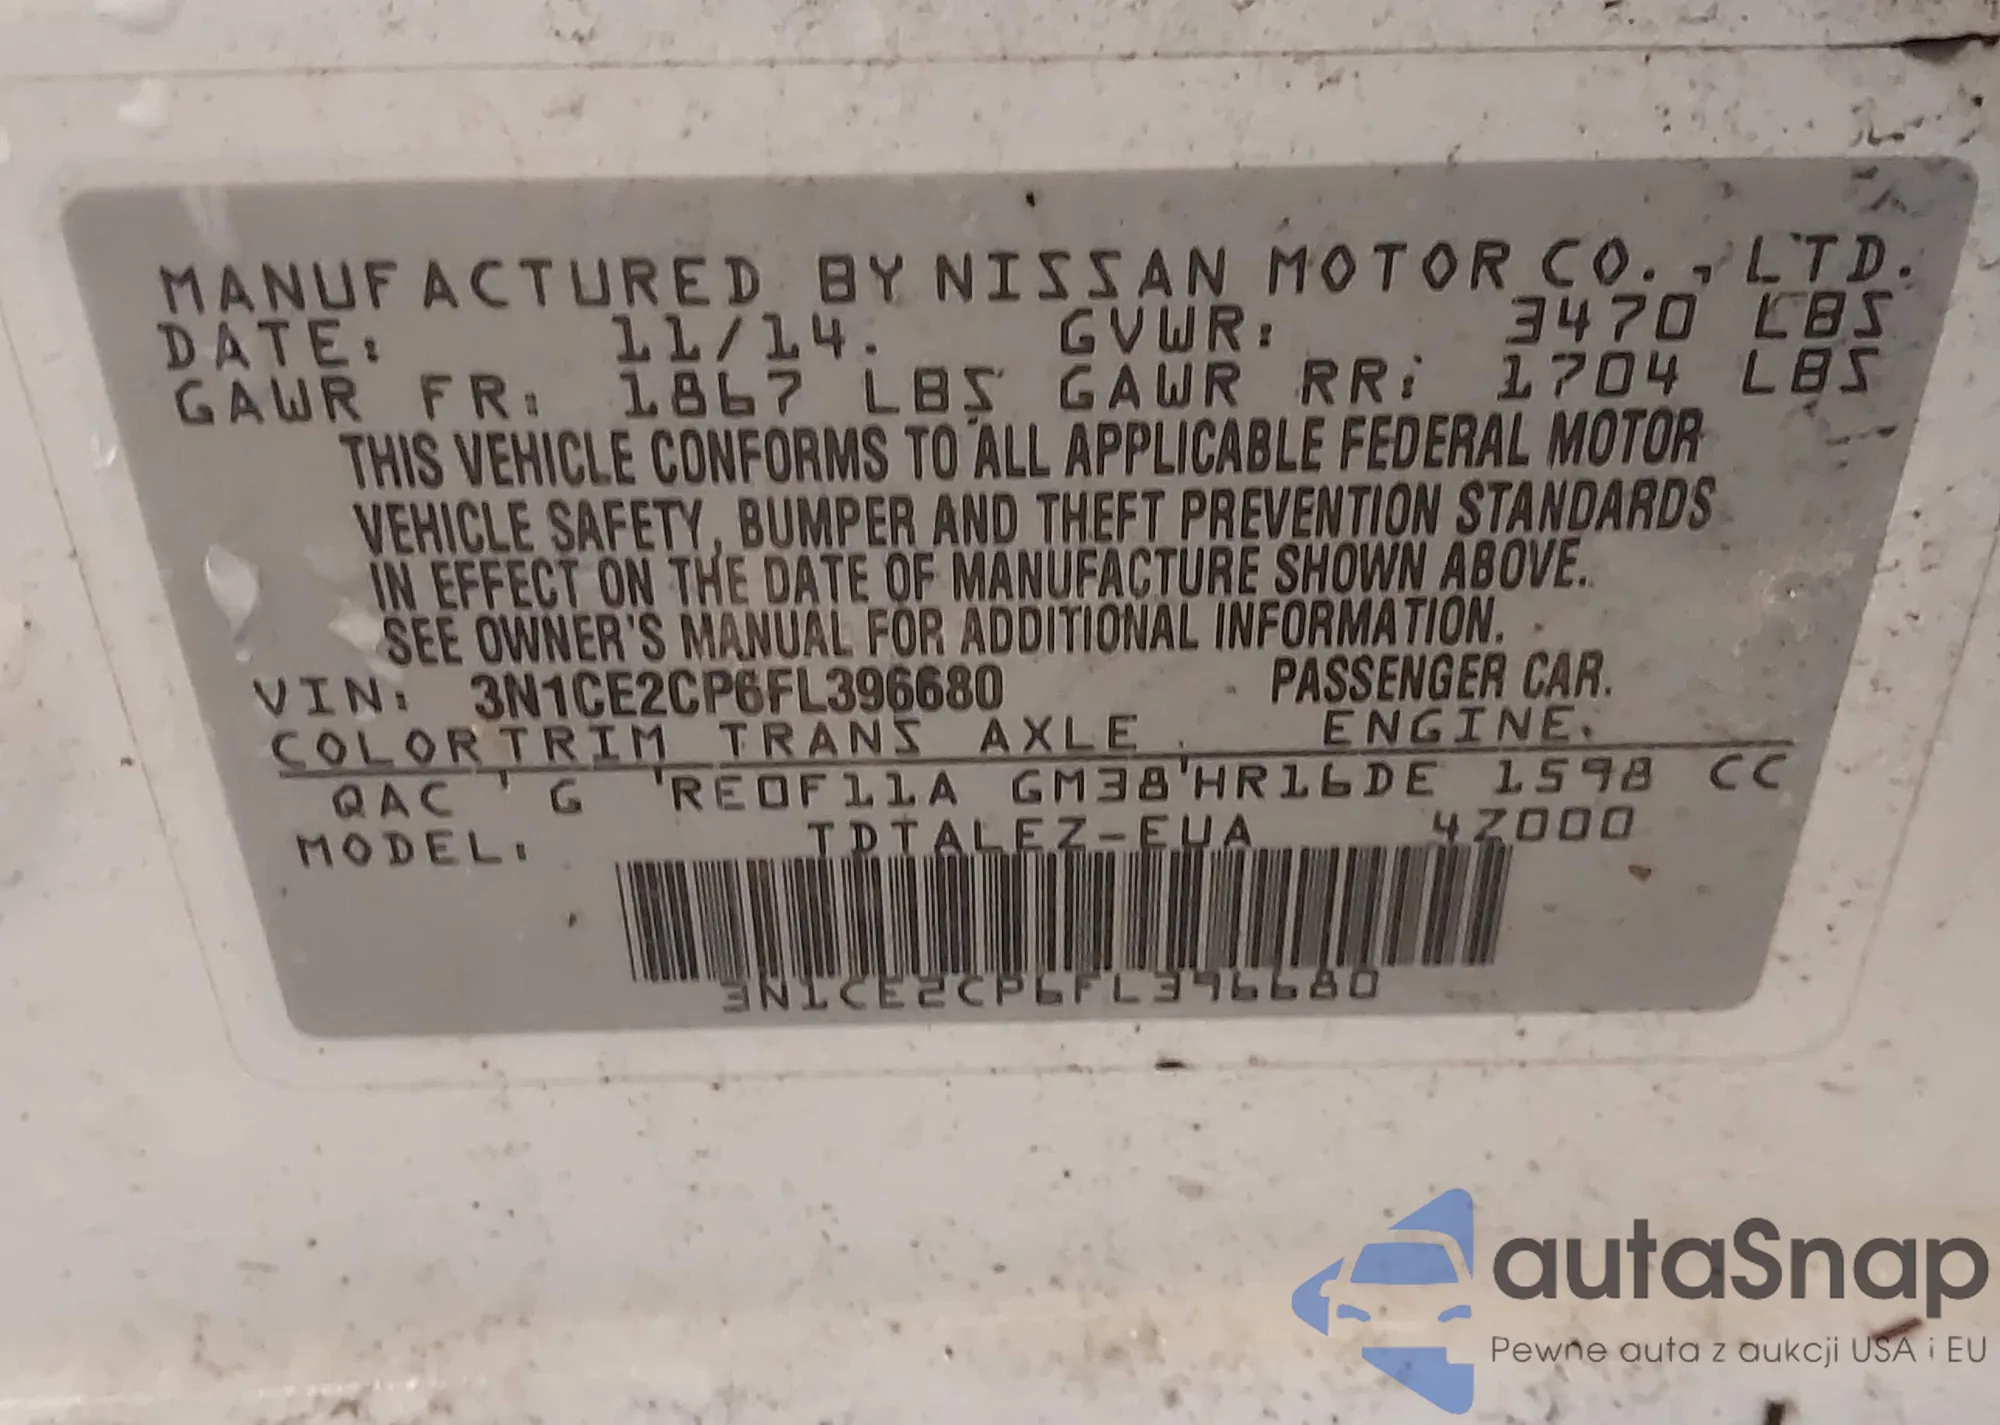 MANUFACTURED BY NISSAN MOTOR CO., LTD.
DATE: 11/14. GVWR: 3470 LBS
GAWR FR: 1867 LBS GAWR RR: 1704 LBS
THIS VEHICLE CONFORMS TO ALL APPLICABLE FEDERAL MOTOR
VEHICLE SAFETY, BUMPER AND THEFT PREVENTION STANDARDS
IN EFFECT ON THE DATE OF MANUFACTURE SHOWN ABOVE.
SEE OWNER'S MANUAL FOR ADDITIONAL INFORMATION.
VIN: 3N1CE2CP6FL396680 PASSENGER CAR.
COLOR TRIM TRANS AXLE ENGINE.
QAC ' G 'RE0F11A GM38'HR16DE 1598 CC
MODEL: TDTALEZ-EUA 4Z000
3N1CE2CP6FL396680
autaSnap
Pewne auta z aukcji USA i EU